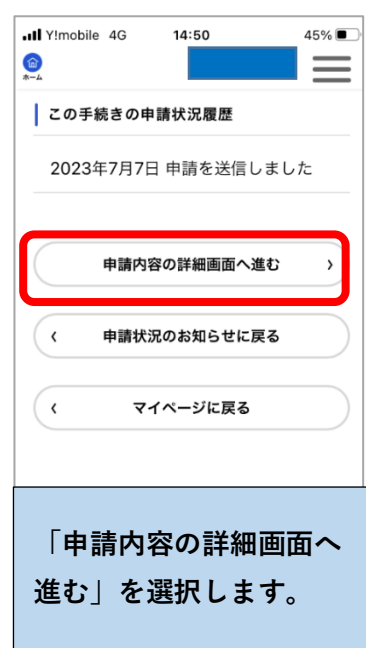 Y!mobile 4G 14:50 45%
ホーム
この手続きの申請状況履歴
2023年7月7日 申請を送信しました
申請内容の詳細画面へ進む ›
‹ 申請状況のお知らせに戻る
‹ マイページに戻る
「申請内容の詳細画面へ
進む」を選択します。